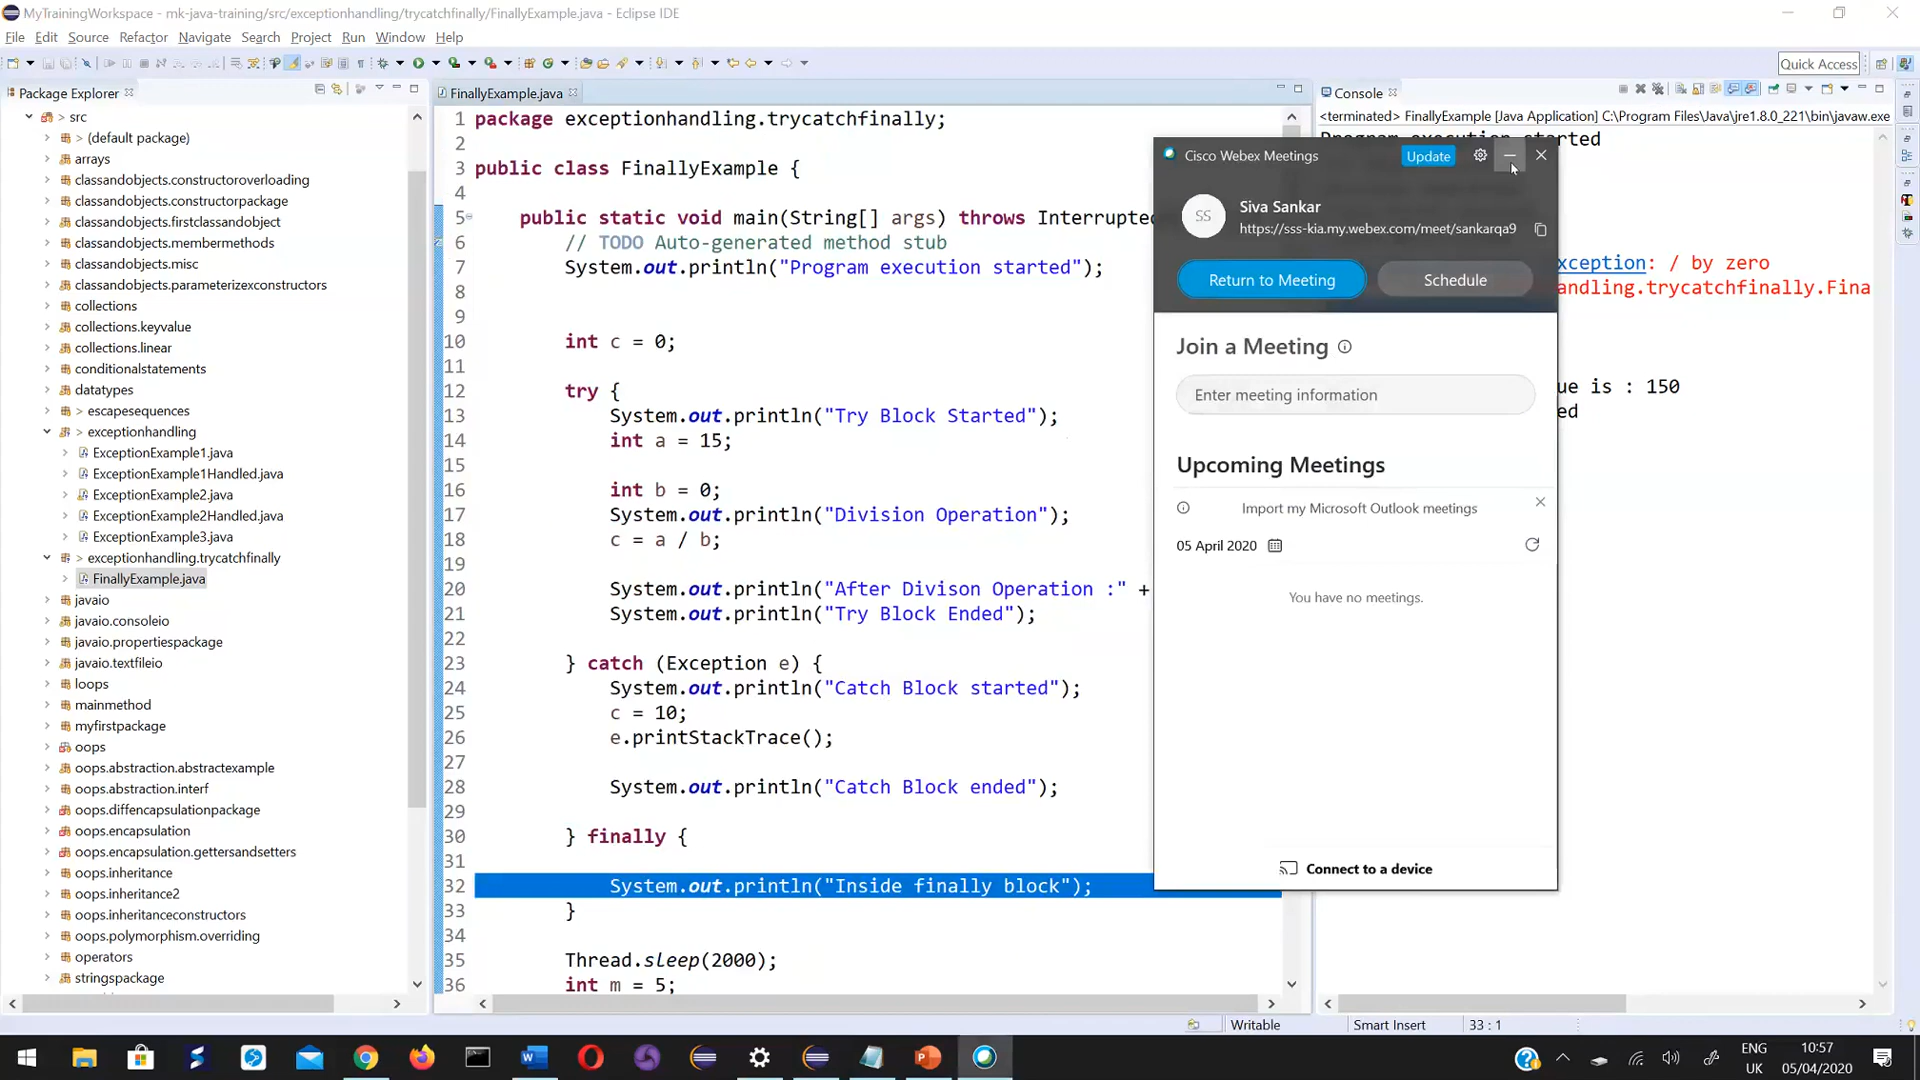 MyTrainingWorkspace - mk-java-training/src/exceptionhandling/trycatchfinally/FinallyExample.java - Eclipse IDE
File Edit Source Refactor Navigate Search Project Run Window Help
Quick Access
Package Explorer
> src
> (default package)
arrays
classandobjects.constructoroverloading
classandobjects.constructorpackage
classandobjects.firstclassandobject
classandobjects.membermethods
classandobjects.misc
classandobjects.parameterizexconstructors
collections
collections.keyvalue
collections.linear
conditionalstatements
datatypes
> escapesequences
> exceptionhandling
ExceptionExample1.java
ExceptionExample1Handled.java
ExceptionExample2.java
ExceptionExample2Handled.java
ExceptionExample3.java
> exceptionhandling.trycatchfinally
FinallyExample.java
javaio
javaio.consoleio
javaio.propertiespackage
javaio.textfileio
loops
mainmethod
myfirstpackage
oops
oops.abstraction.abstractexample
oops.abstraction.interf
oops.diffencapsulationpackage
oops.encapsulation
oops.encapsulation.gettersandsetters
oops.inheritance
oops.inheritance2
oops.inheritanceconstructors
oops.polymorphism.overriding
operators
stringspackage
FinallyExample.java
1 package exceptionhandling.trycatchfinally;
2
3 public class FinallyExample {
4
5 public static void main(String[] args) throws Interrupted
6 // TODO Auto-generated method stub
7 System.out.println("Program execution started");
8
9
10 int c = 0;
11
12 try {
13 System.out.println("Try Block Started");
14 int a = 15;
15
16 int b = 0;
17 System.out.println("Division Operation");
18 c = a / b;
19
20 System.out.println("After Divison Operation :" +
21 System.out.println("Try Block Ended");
22
23 } catch (Exception e) {
24 System.out.println("Catch Block started");
25 c = 10;
26 e.printStackTrace();
27
28 System.out.println("Catch Block ended");
29
30 } finally {
31
32 System.out.println("Inside finally block");
33 }
34
35 Thread.sleep(2000);
36 int m = 5;
Console
<terminated> FinallyExample [Java Application] C:\Program Files\Java\jre1.8.0_221\bin\javaw.exe
Program execution started
xception: / by zero
andling.trycatchfinally.Fina
ue is : 150
ed
Cisco Webex Meetings
Update
SS
Siva Sankar
https://sss-kia.my.webex.com/meet/sankarqa9
Return to Meeting
Schedule
Join a Meeting
Enter meeting information
Upcoming Meetings
Import my Microsoft Outlook meetings
05 April 2020
You have no meetings.
Connect to a device
Writable
Smart Insert
33 : 1
ENG
UK
10:57
05/04/2020